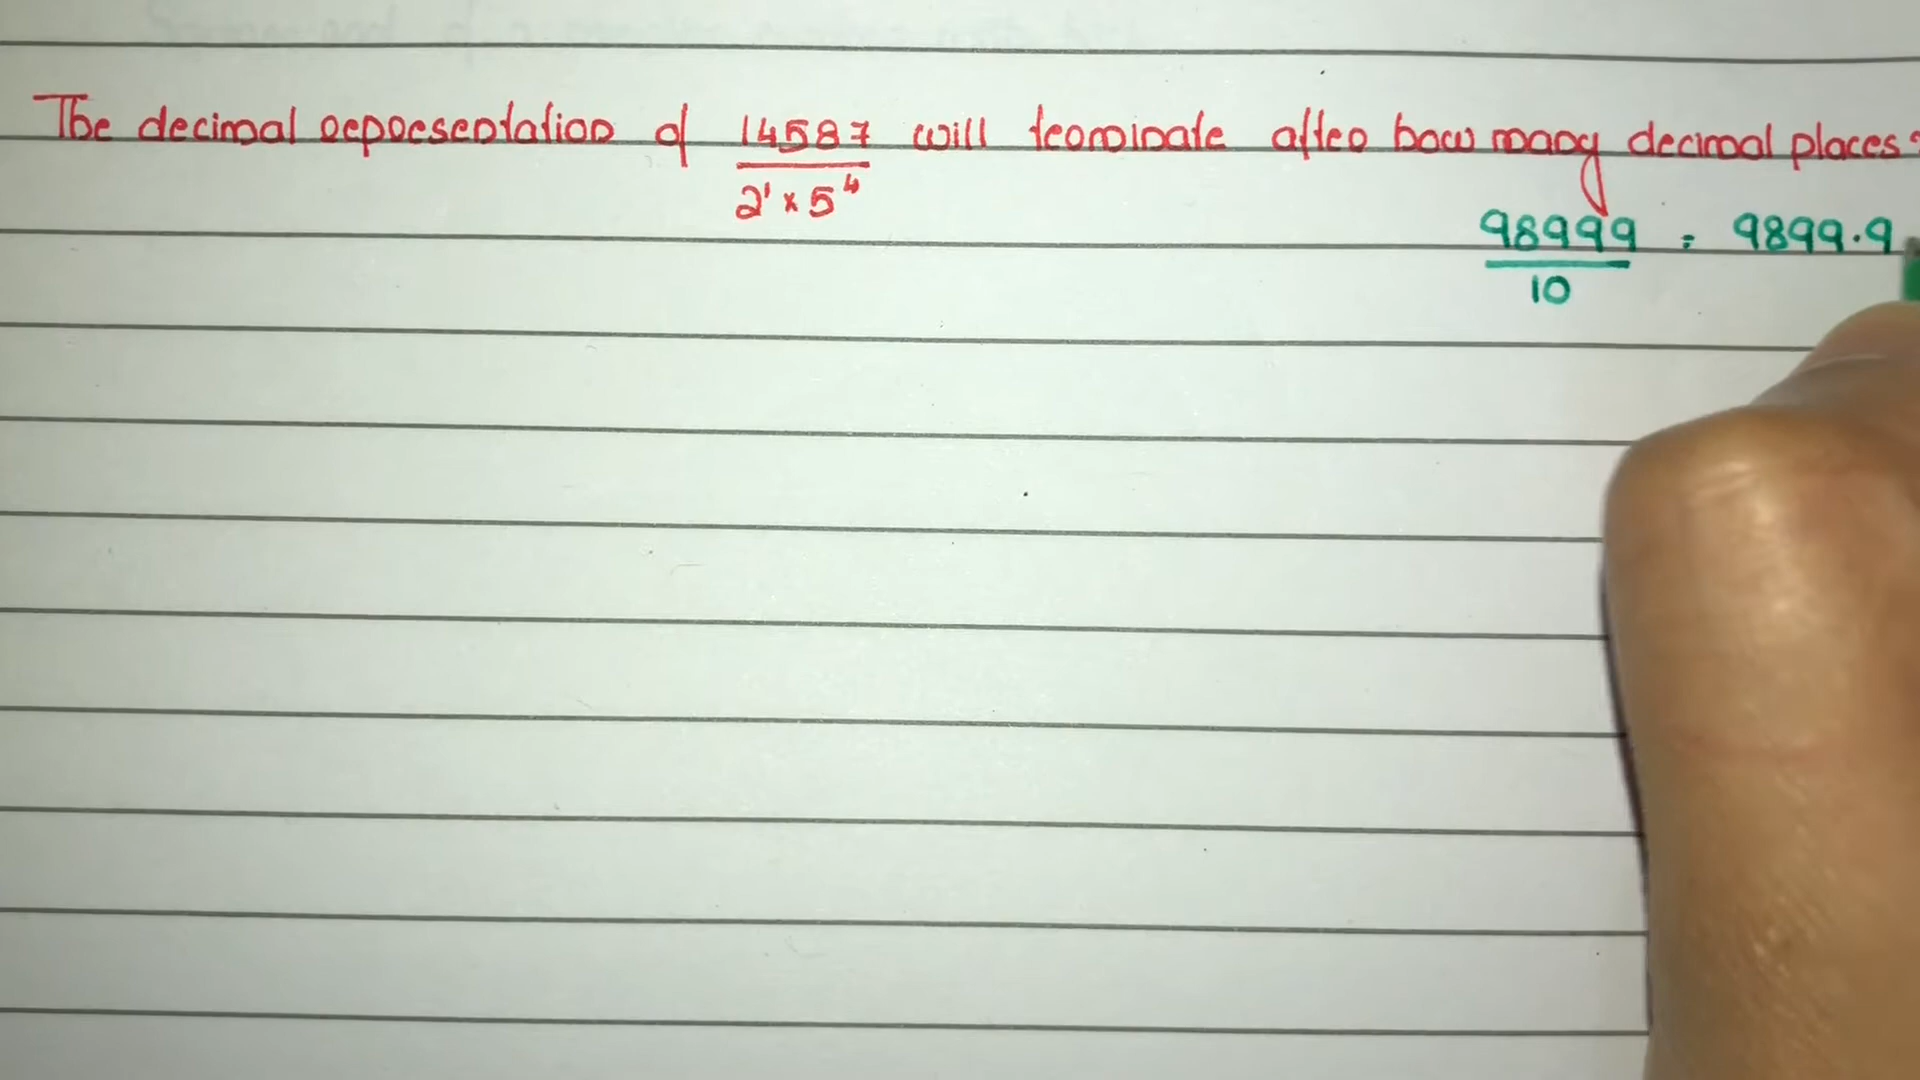 The decimal representation of 14587 will terminate after how many decimal places?
2¹ × 5⁴
98999 = 9899.9
10